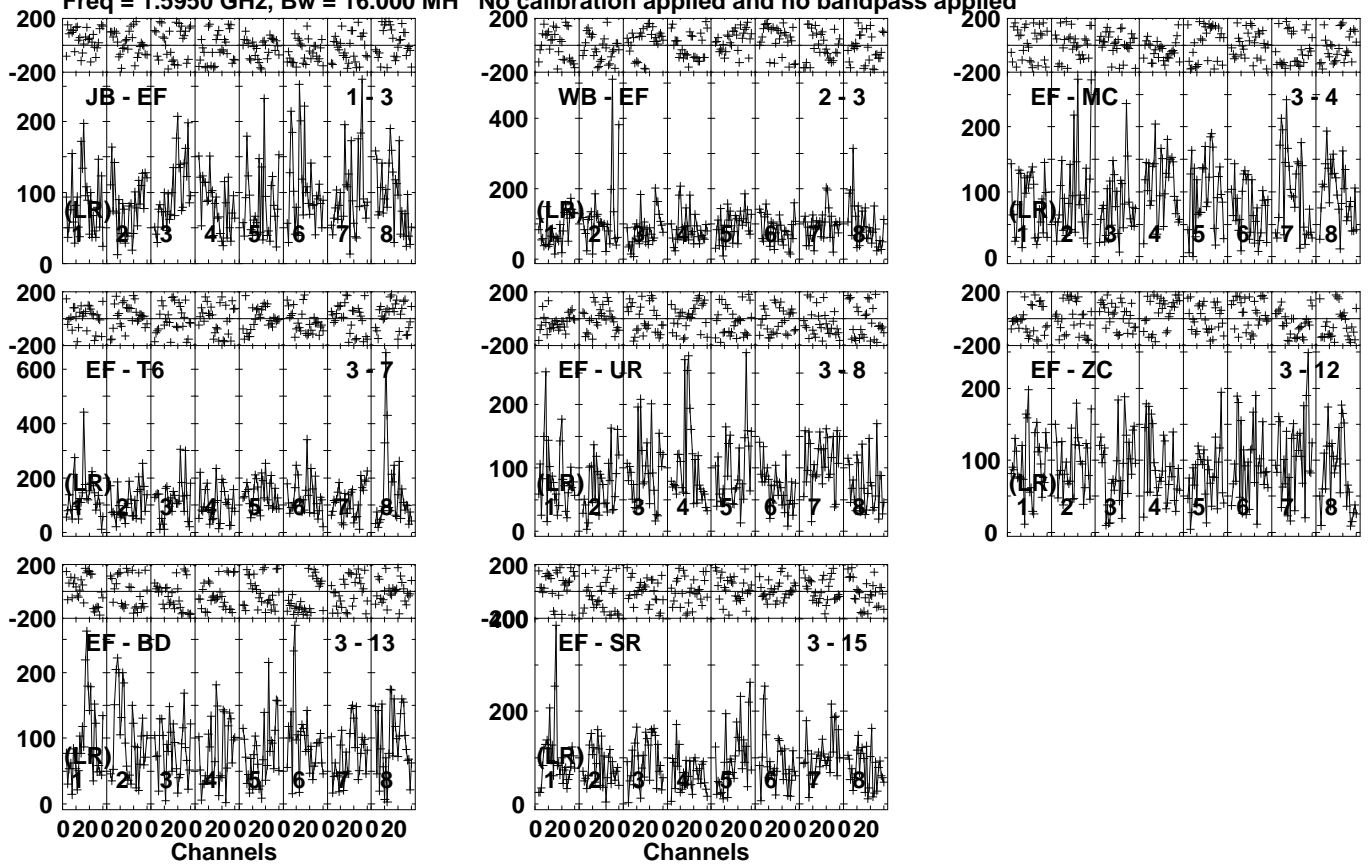 Freq = 1.5950 GHz, Bw = 16.000 MH No calibration applied and no bandpass applied
200
-200
JB - EF 1 - 3
200
100
0
(LR)
1 2 3 4 5 6 7 8
200
-200
WB - EF 2 - 3
400
200
0
(LR)
1 2 3 4 5 6 7 8
200
-200
EF - MC 3 - 4
200
100
0
(LR)
1 2 3 4 5 6 7 8
200
-200
EF - T6 3 - 7
600
400
200
0
(LR)
1 2 3 4 5 6 7 8
200
-200
EF - UR 3 - 8
200
100
0
(LR)
1 2 3 4 5 6 7 8
200
-200
EF - ZC 3 - 12
200
100
0
(LR)
1 2 3 4 5 6 7 8
200
-200
EF - BD 3 - 13
200
100
0
(LR)
1 2 3 4 5 6 7 8
0 20 0 20 0 20 0 20 0 20 0 20 0 20 0 20
Channels
200
-200
400
EF - SR 3 - 15
200
0
(LR)
1 2 3 4 5 6 7 8
0 20 0 20 0 20 0 20 0 20 0 20 0 20 0 20
Channels